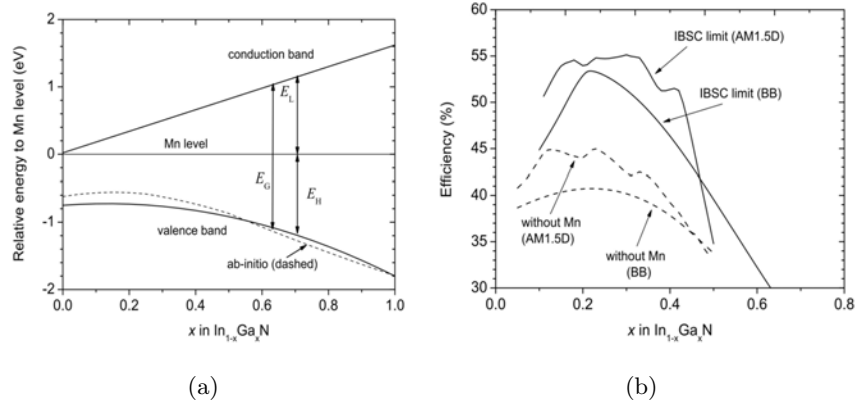 2
1
0
-1
-2
0.0
0.2
0.4
0.6
0.8
1.0
Relative energy to Mn level (eV)
x in In₁₋ₓGaₓN
conduction band
E_L
Mn level
E_G
E_H
valence band
ab-initio (dashed)
(a)
60
55
50
45
40
35
30
0.0
0.2
0.4
0.6
0.8
Efficiency (%)
x in In₁₋ₓGaₓN
IBSC limit (AM1.5D)
IBSC limit (BB)
without Mn
(AM1.5D)
without Mn
(BB)
(b)